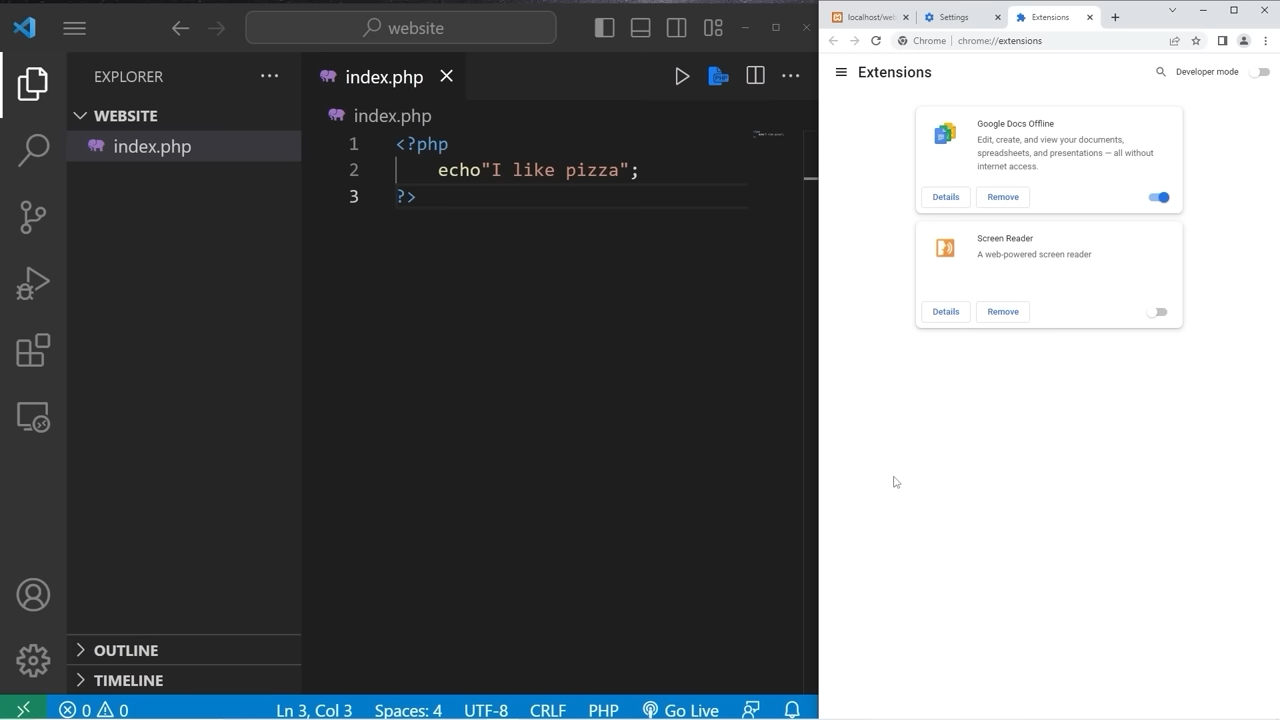 website
EXPLORER
WEBSITE
index.php
OUTLINE
TIMELINE
index.php
index.php
1 <?php
2 echo"I like pizza";
3 ?>
0 0
Ln 3, Col 3
Spaces: 4
UTF-8
CRLF
PHP
Go Live
localhost/web
Settings
Extensions
Chrome
chrome://extensions
Extensions
Developer mode
Google Docs Offline
Edit, create, and view your documents,
spreadsheets, and presentations — all without
internet access.
Details
Remove
Screen Reader
A web-powered screen reader
Details
Remove